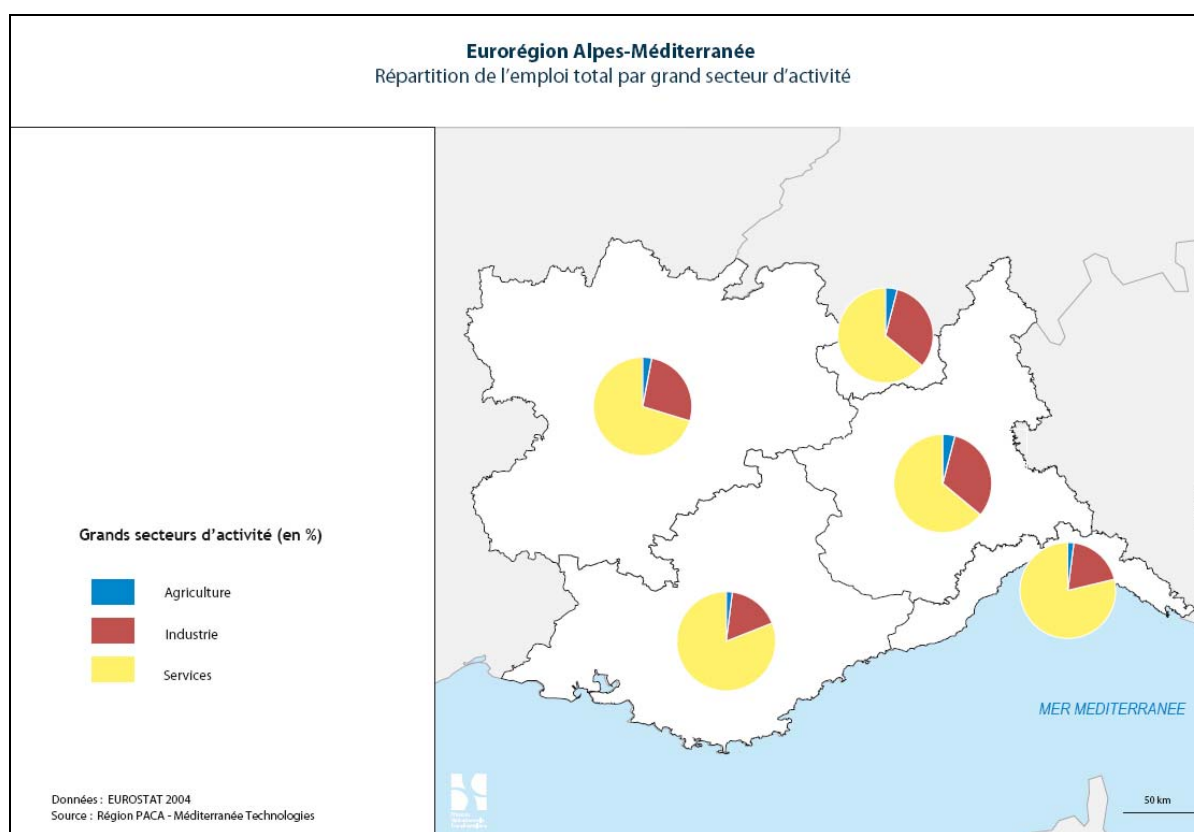 Eurorégion Alpes-Méditerranée
Répartition de l'emploi total par grand secteur d'activité
Grands secteurs d'activité (en %)
Agriculture
Industrie
Services
MER MEDITERRANEE
50 km
Données : EUROSTAT 2004
Source : Région PACA - Méditerranée Technologies